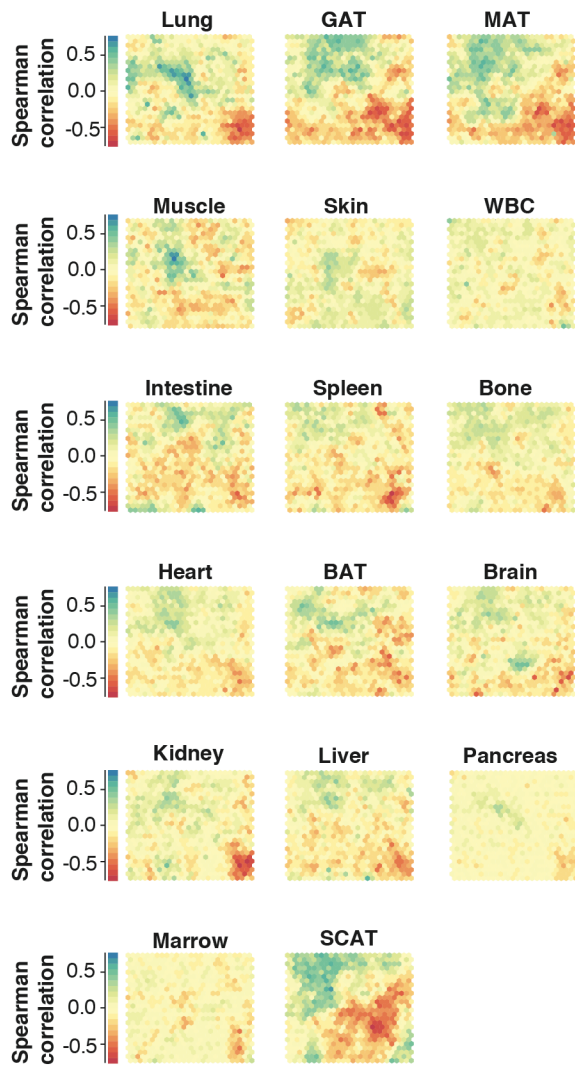 Lung GAT MAT
Spearman
correlation
0.5
0.0
-0.5
Muscle Skin WBC
Spearman
correlation
0.5
0.0
-0.5
Intestine Spleen Bone
Spearman
correlation
0.5
0.0
-0.5
Heart BAT Brain
Spearman
correlation
0.5
0.0
-0.5
Kidney Liver Pancreas
Spearman
correlation
0.5
0.0
-0.5
Marrow SCAT
Spearman
correlation
0.5
0.0
-0.5